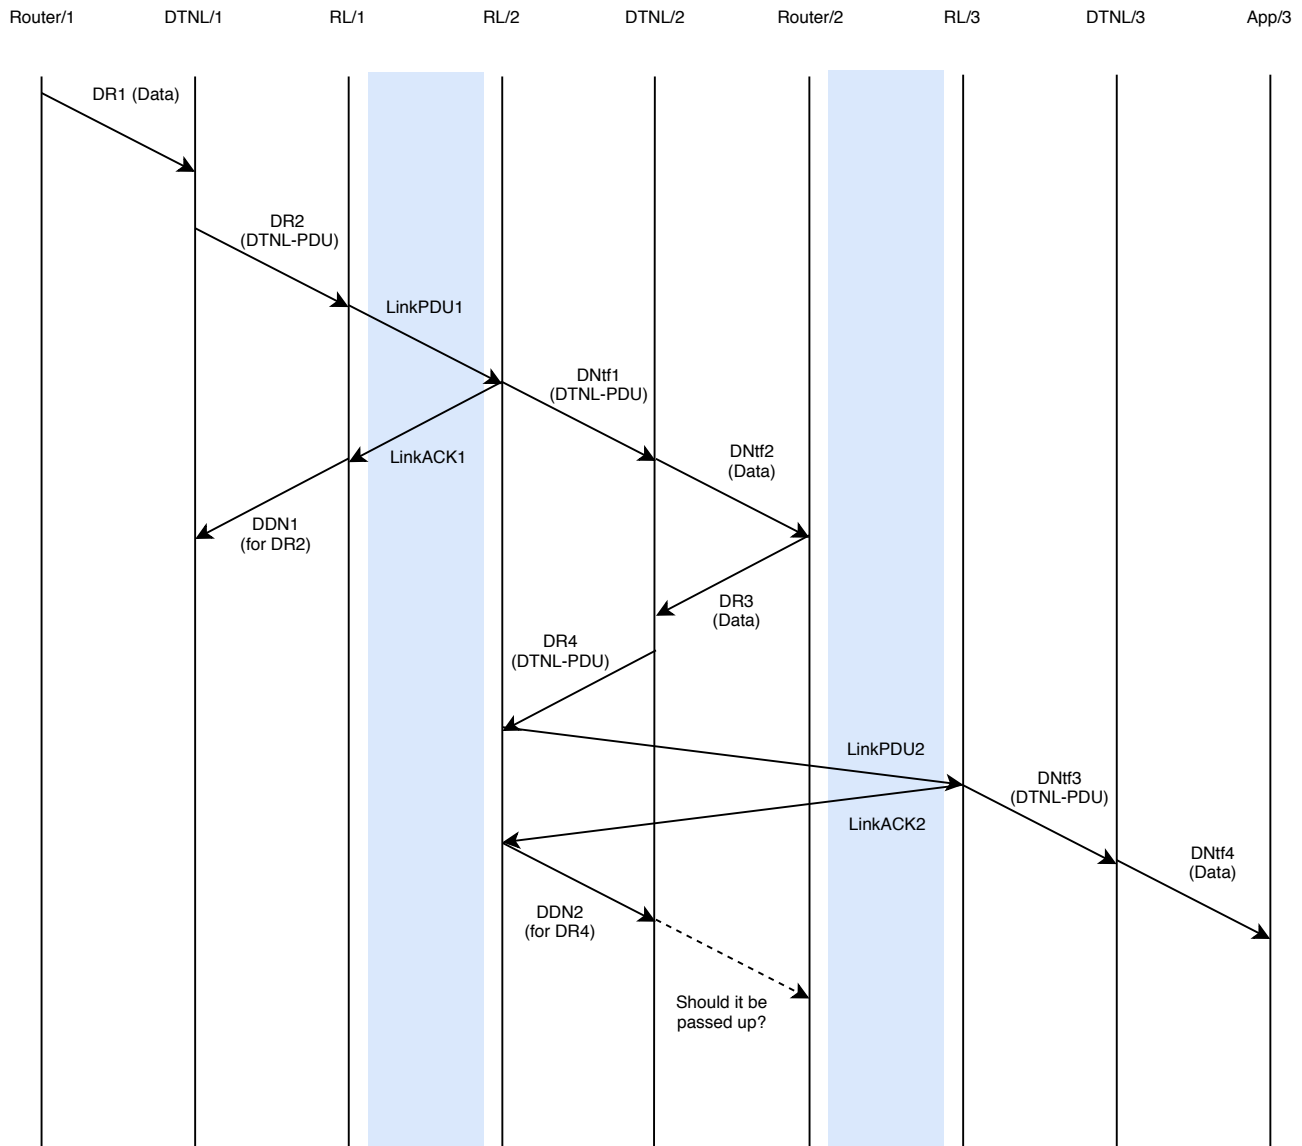 Router/1
DTNL/1
RL/1
RL/2
DTNL/2
Router/2
RL/3
DTNL/3
App/3
DR1 (Data)
DR2
(DTNL-PDU)
LinkPDU1
DNtf1
(DTNL-PDU)
LinkACK1
DNtf2
(Data)
DDN1
(for DR2)
DR3
(Data)
DR4
(DTNL-PDU)
LinkPDU2
DNtf3
(DTNL-PDU)
LinkACK2
DNtf4
(Data)
DDN2
(for DR4)
Should it be
passed up?